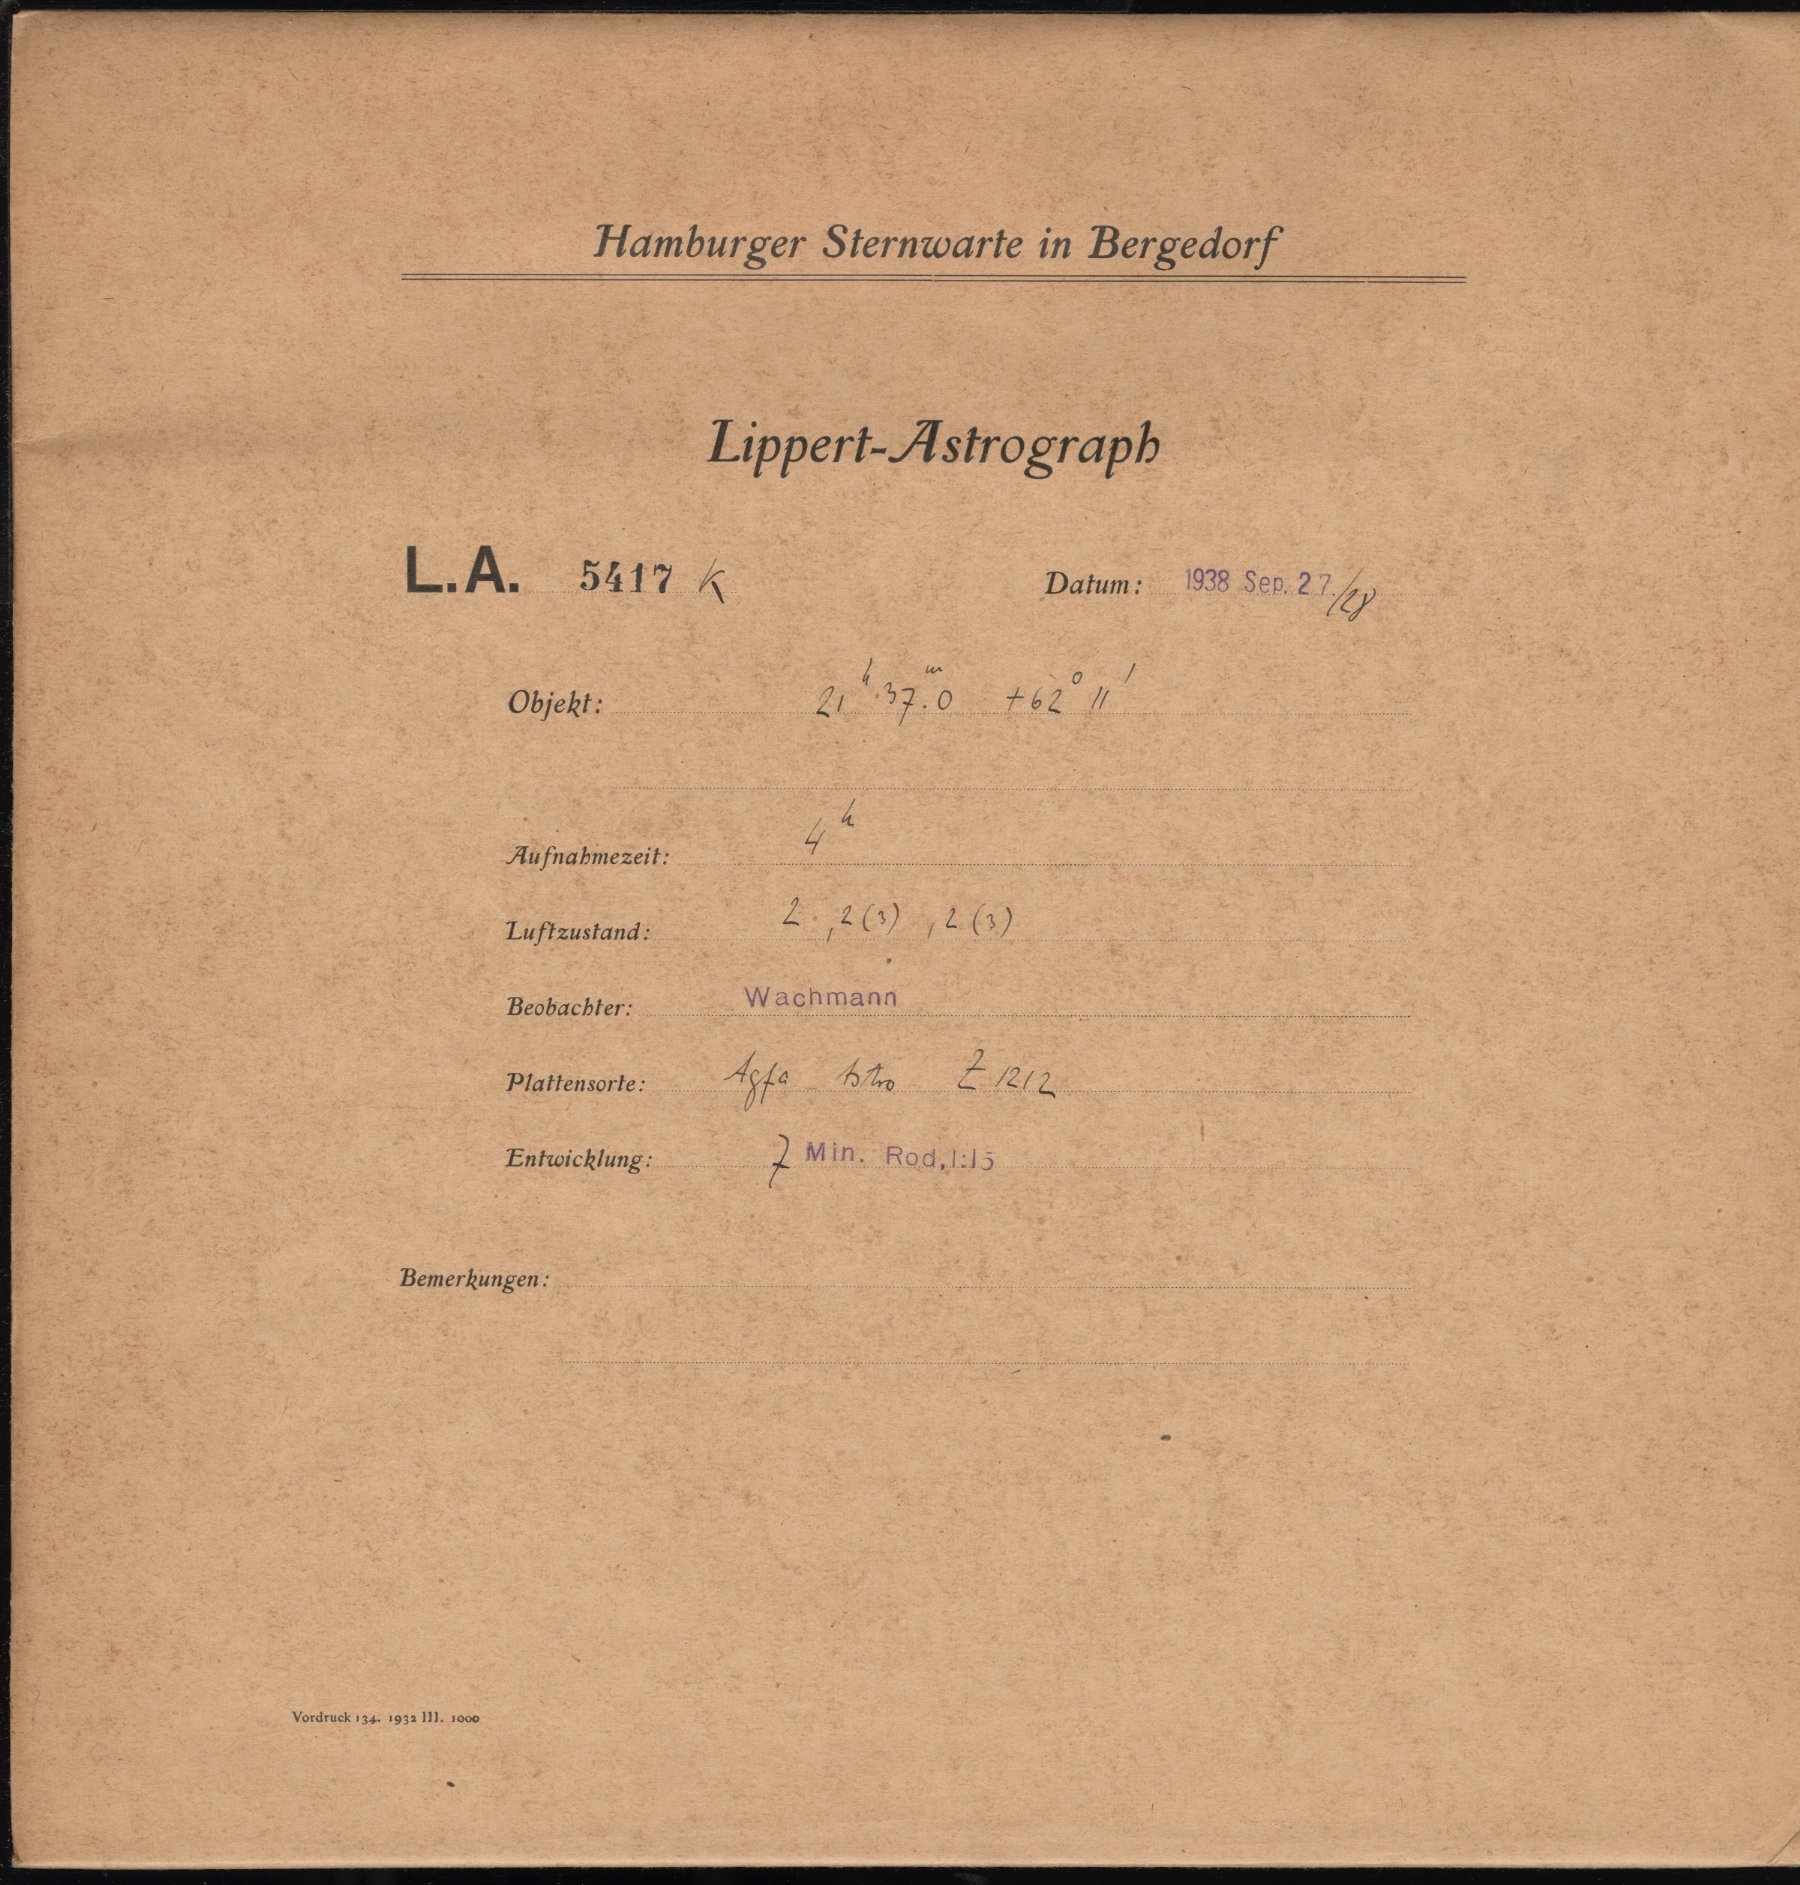 Hamburger Sternwarte in Bergedorf
Lippert-Astrograph
L.A. 5417 K Datum: 1938 Sep. 27./28
Objekt: 21h 37m.0 +62° 11'
Aufnahmezeit: 4h
Luftzustand: 2, 2(3), 2(3)
Beobachter: Wachmann
Plattensorte: Agfa Astro Z 1212
Entwicklung: 7 Min. Rod, 1:15
Bemerkungen:
Vordruck 134. 1932 III. 1000